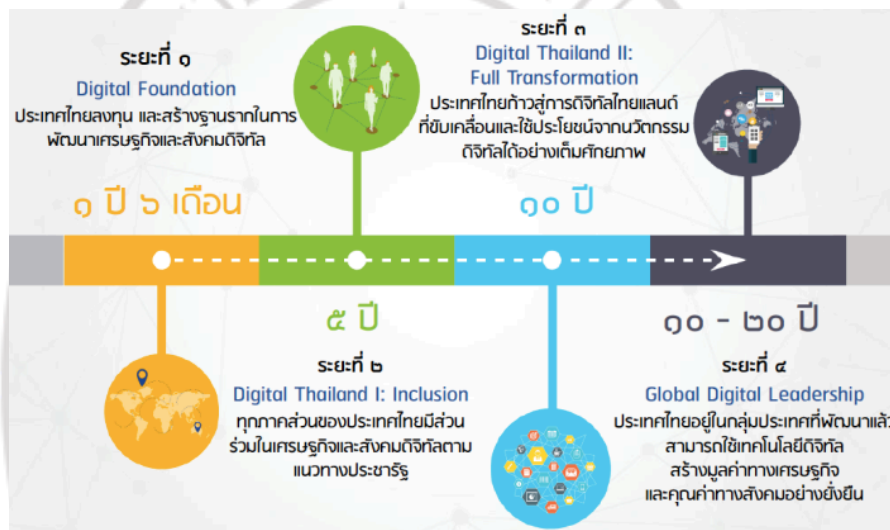 ระยะที่ ๑
Digital Foundation
ประเทศไทยลงทุน และสร้างฐานรากในการ
พัฒนาเศรษฐกิจและสังคมดิจิทัล
๑ ปี ๖ เดือน
๕ ปี
ระยะที่ ๒
Digital Thailand I: Inclusion
ทุกภาคส่วนของประเทศไทยมีส่วน
ร่วมในเศรษฐกิจและสังคมดิจิทัลตาม
แนวทางประชารัฐ
ระยะที่ ๓
Digital Thailand II:
Full Transformation
ประเทศไทยก้าวสู่การดิจิทัลไทยแลนด์
ที่ขับเคลื่อนและใช้ประโยชน์จากนวัตกรรม
ดิจิทัลได้อย่างเต็มศักยภาพ
๑๐ ปี
๑๐ - ๒๐ ปี
ระยะที่ ๔
Global Digital Leadership
ประเทศไทยอยู่ในกลุ่มประเทศที่พัฒนาแล้ว
สามารถใช้เทคโนโลยีดิจิทัล
สร้างมูลค่าทางเศรษฐกิจ
และคุณค่าทางสังคมอย่างยั่งยืน